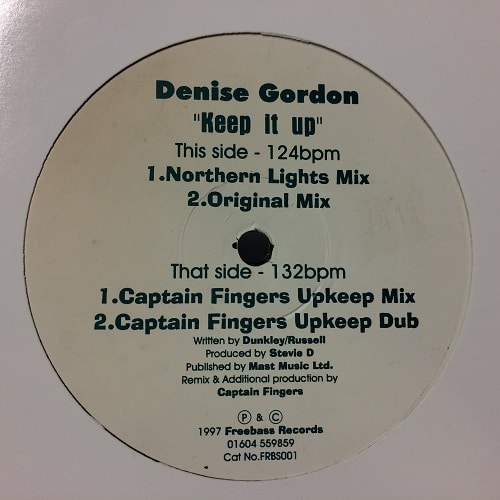 Denise Gordon
"Keep it up"
This side - 124bpm
1.Northern Lights Mix
2.Original Mix
That side - 132bpm
1.Captain Fingers Upkeep Mix
2.Captain Fingers Upkeep Dub
Written by Dunkley/Russell
Produced by Stevie D
Published by Mast Music Ltd.
Remix & Additional production by
Captain Fingers
Ⓟ & ©
1997 Freebass Records
01604 559859
Cat No.FRBS001